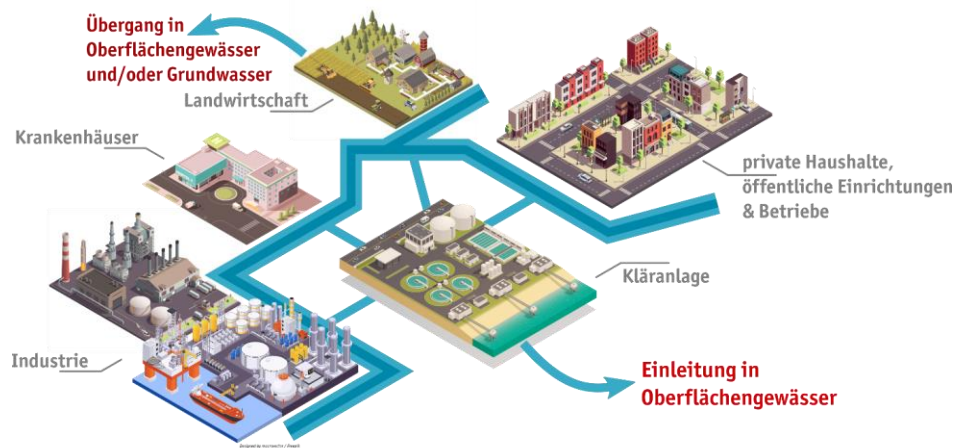 Übergang in
Oberflächengewässer
und/oder Grundwasser
Landwirtschaft
Krankenhäuser
private Haushalte,
öffentliche Einrichtungen
& Betriebe
Kläranlage
Industrie
Einleitung in
Oberflächengewässer